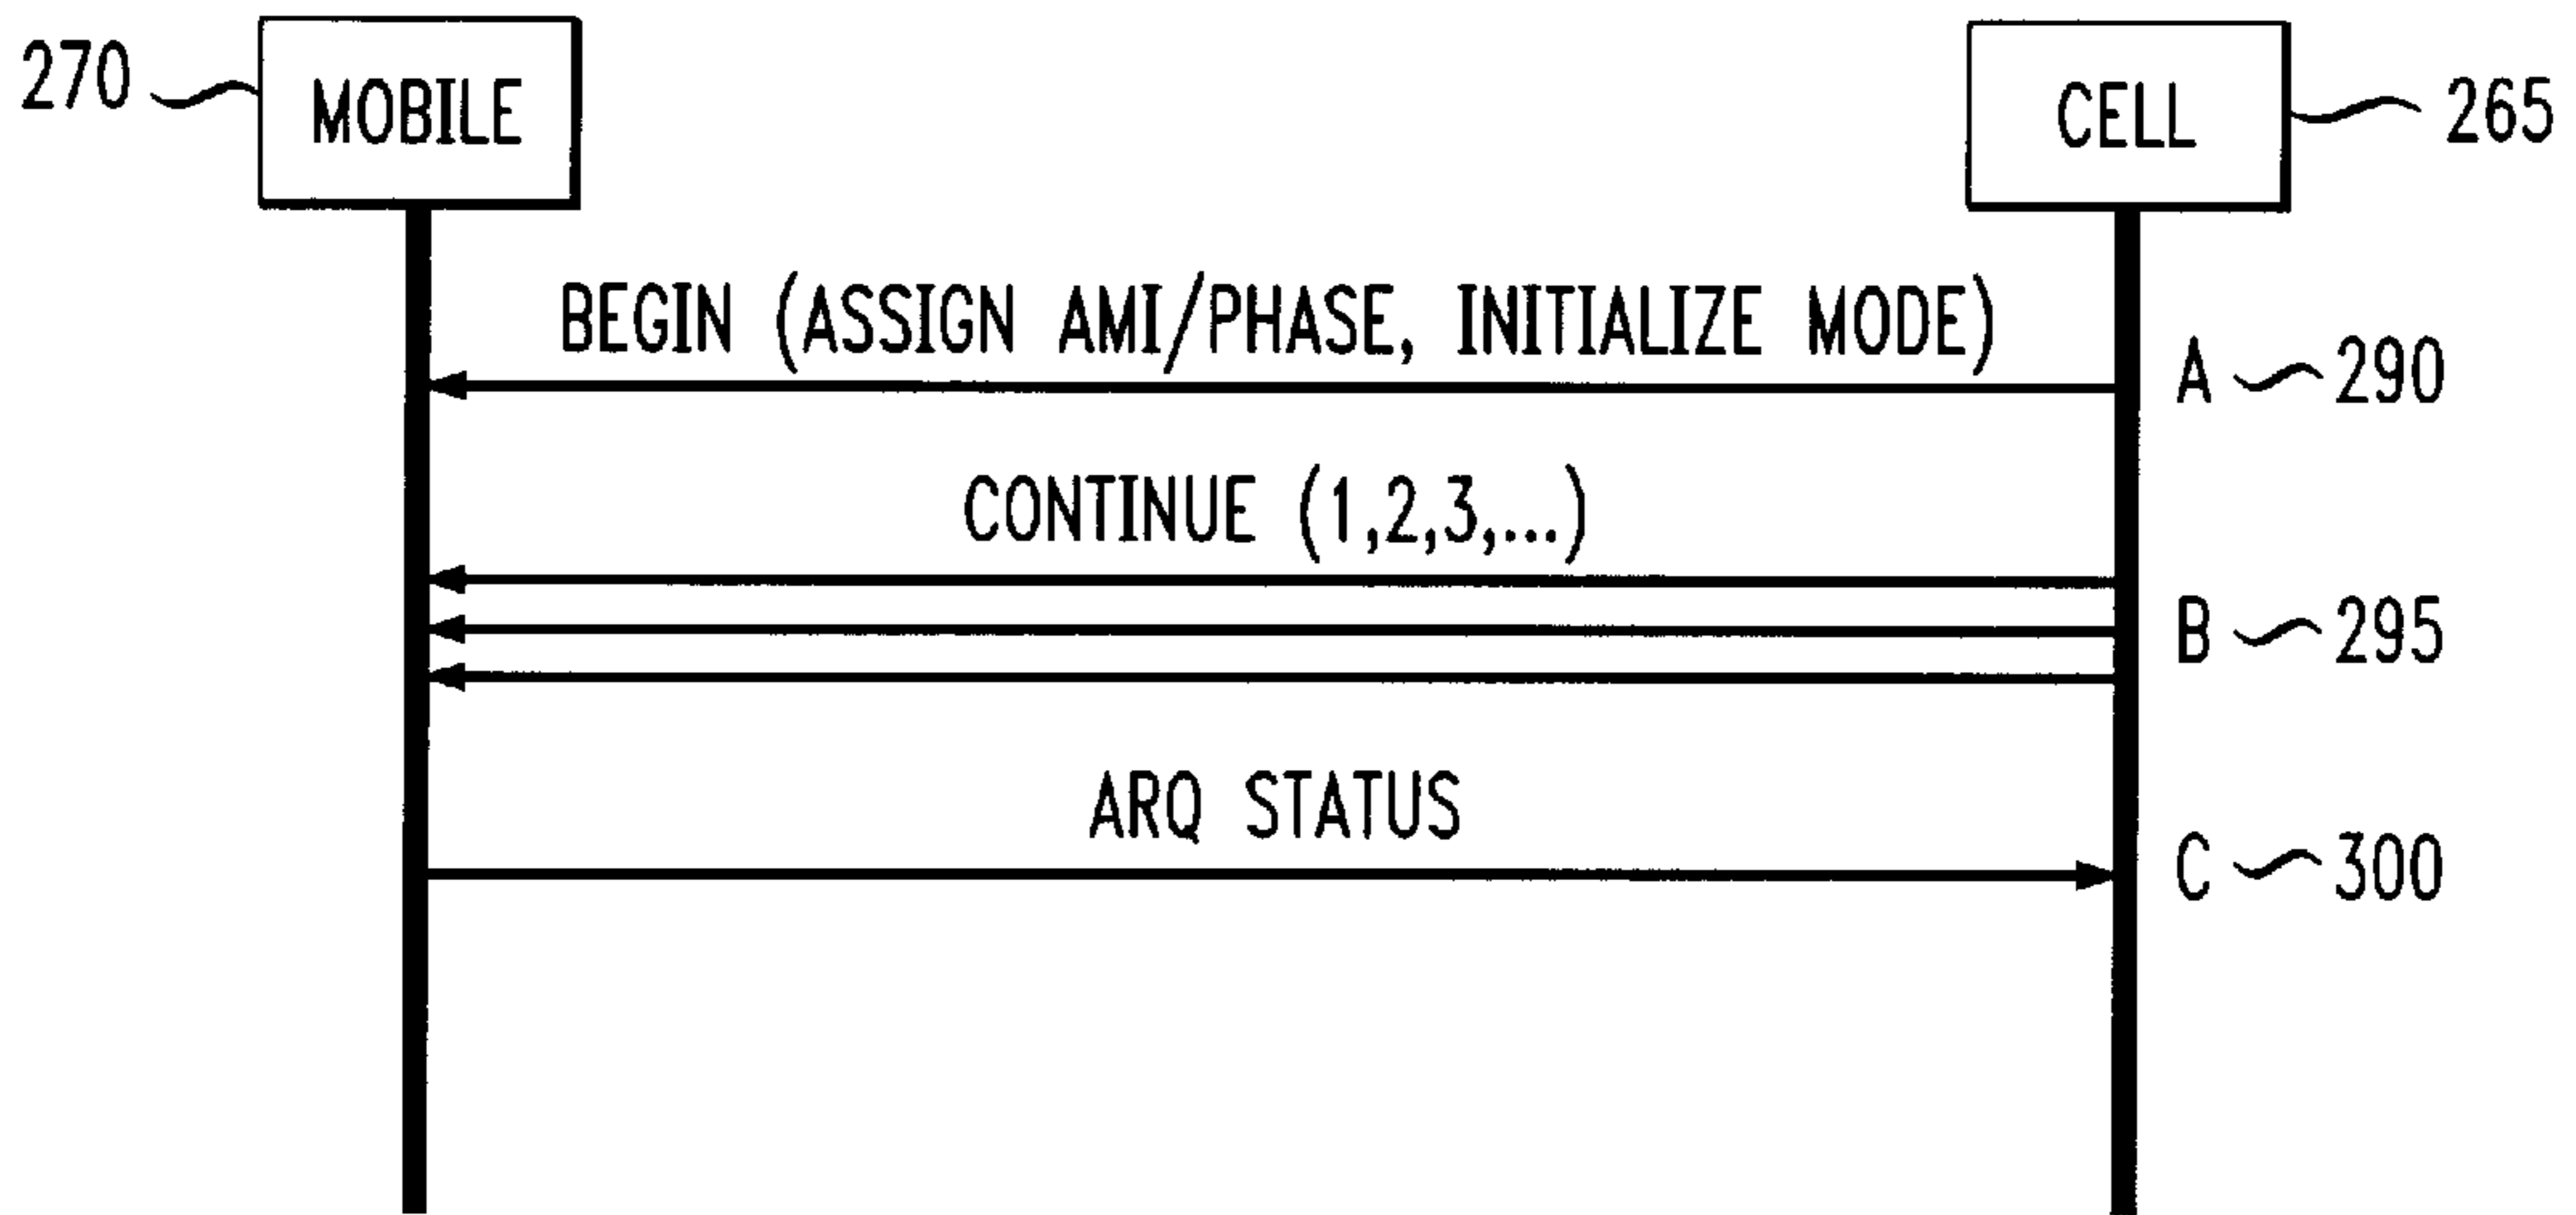 270 MOBILE CELL 265
BEGIN (ASSIGN AMI/PHASE, INITIALIZE MODE)
A 290
CONTINUE (1,2,3,...)
B 295
ARQ STATUS
C 300